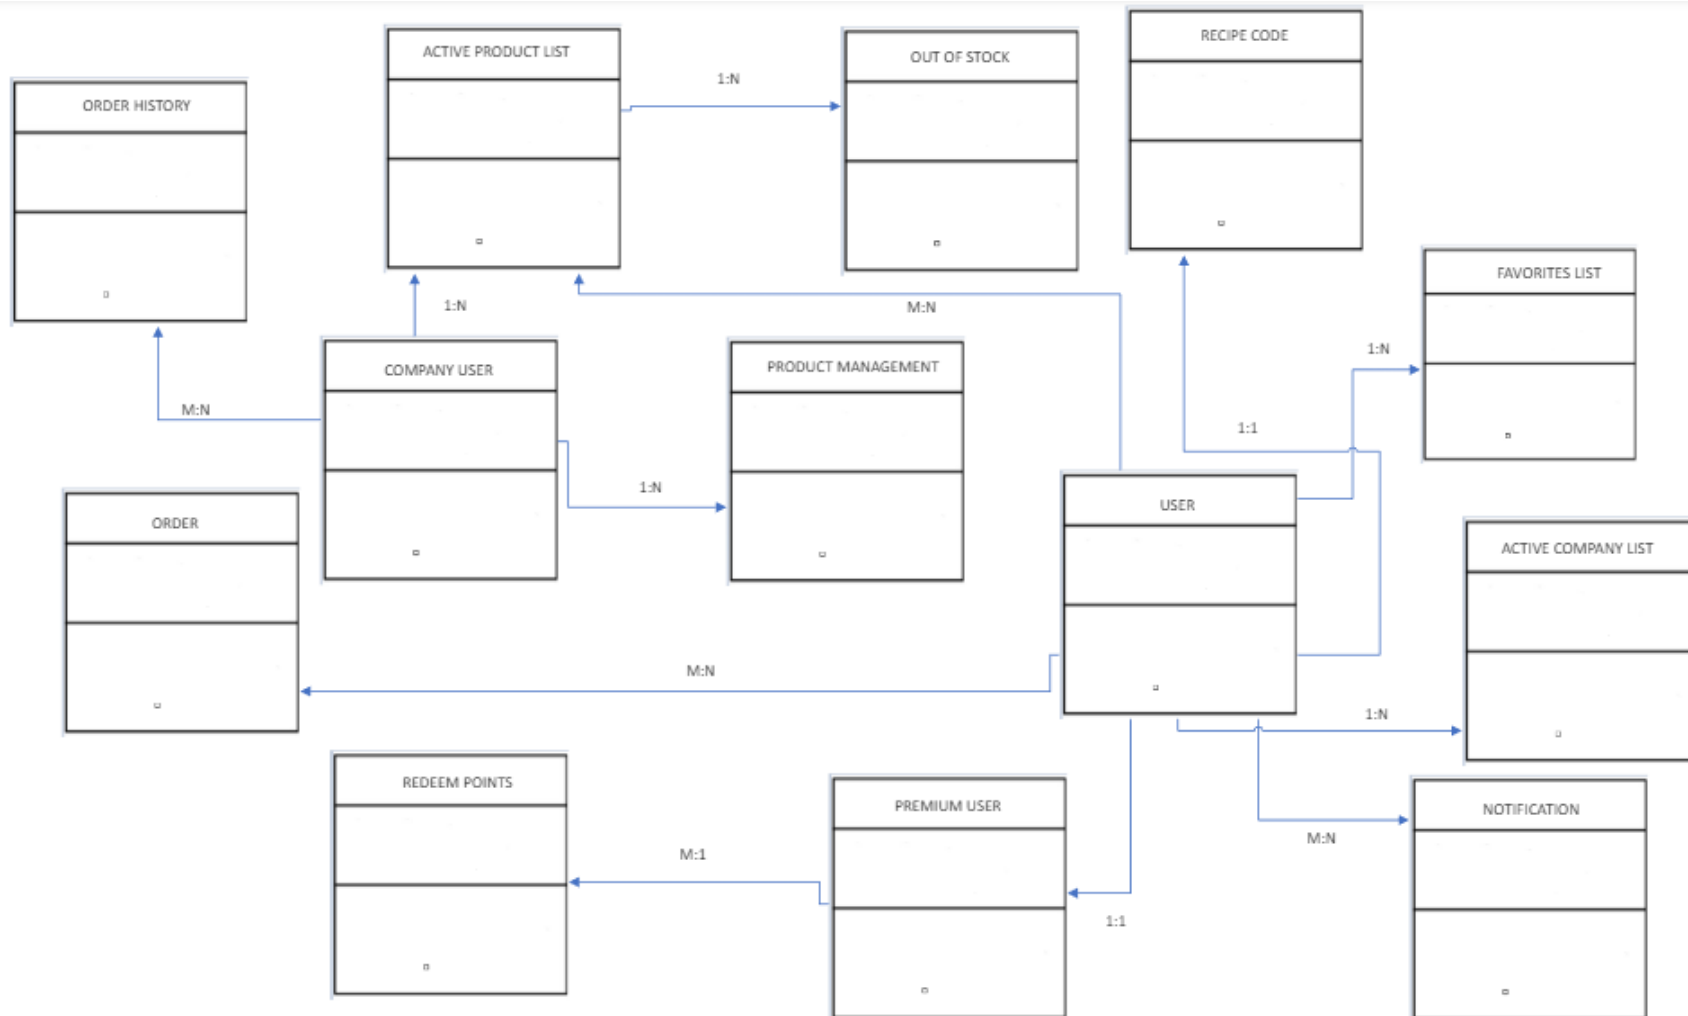 RECIPE CODE
ACTIVE PRODUCT LIST
OUT OF STOCK
1:N
ORDER HISTORY
FAVORITES LIST
1:N
M:N
1:N
COMPANY USER
PRODUCT MANAGEMENT
M:N
1:1
1:N
USER
ORDER
ACTIVE COMPANY LIST
M:N
1:N
REDEEM POINTS
PREMIUM USER
NOTIFICATION
M:N
M:1
1:1